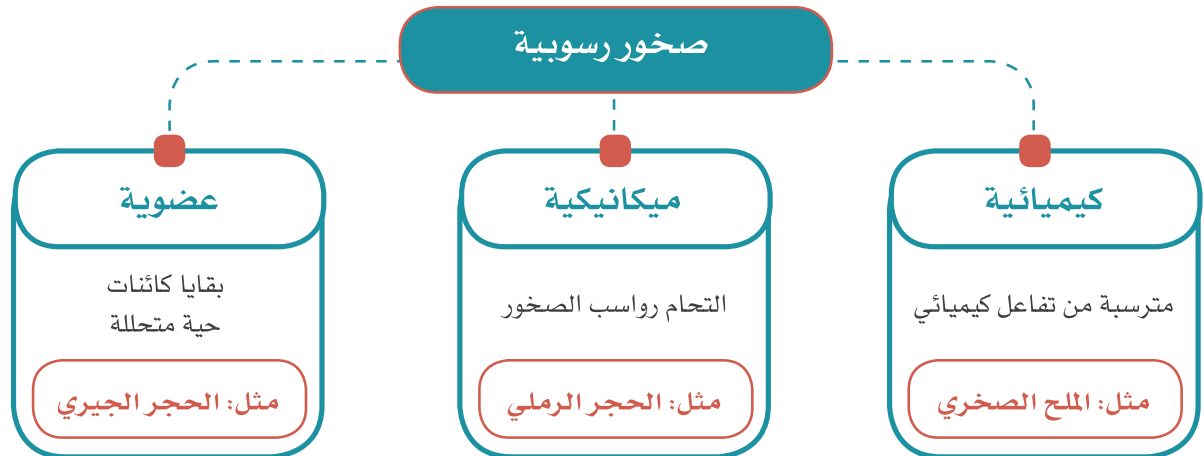 صخور رسوبية
كيميائية
مترسبة من تفاعل كيميائي
مثل: الملح الصخري
ميكانيكية
التحام رواسب الصخور
مثل: الحجر الرملي
عضوية
بقايا كائنات
حية متحللة
مثل: الحجر الجيري